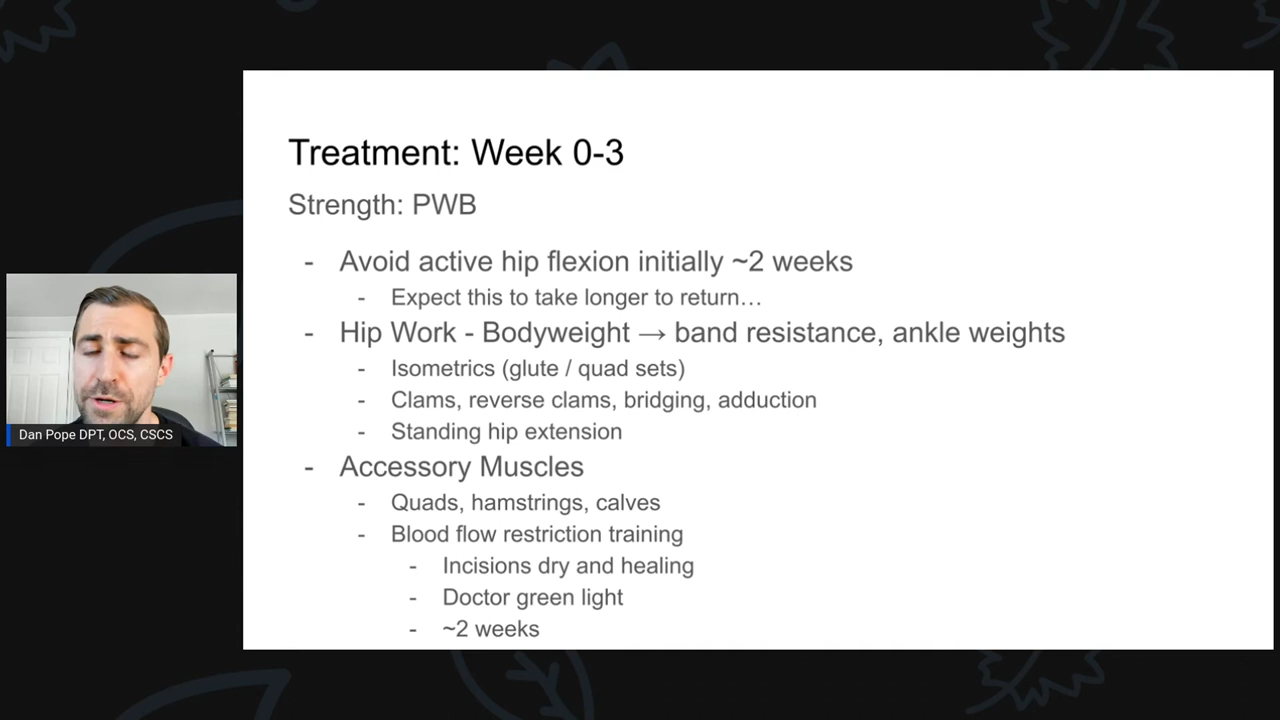 Treatment: Week 0-3
Strength: PWB
- Avoid active hip flexion initially ~2 weeks
- Expect this to take longer to return…
- Hip Work - Bodyweight → band resistance, ankle weights
- Isometrics (glute / quad sets)
- Clams, reverse clams, bridging, adduction
- Standing hip extension
- Accessory Muscles
- Quads, hamstrings, calves
- Blood flow restriction training
- Incisions dry and healing
- Doctor green light
- ~2 weeks
Dan Pope DPT, OCS, CSCS